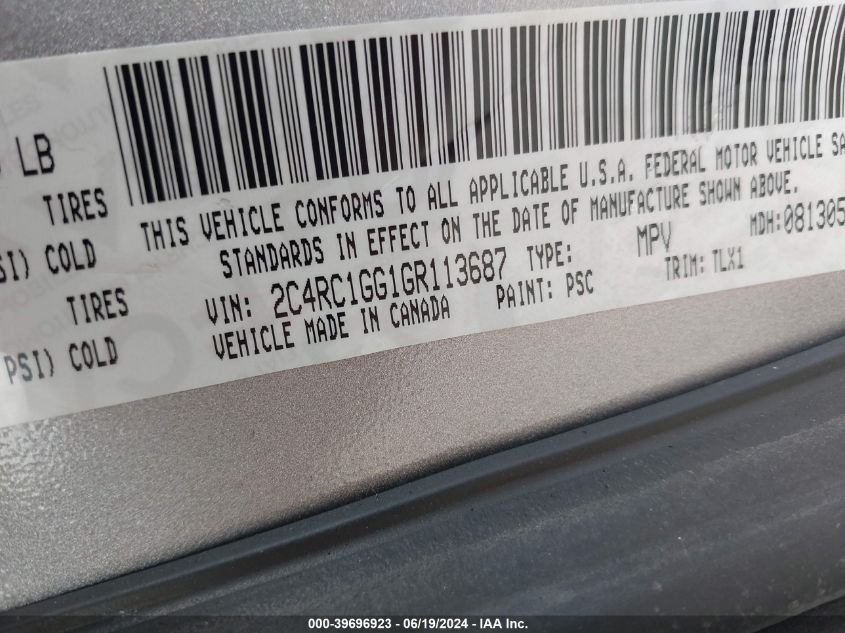 LB
TIRES
SI) COLD
TIRES
PSI) COLD
THIS VEHICLE CONFORMS TO ALL APPLICABLE U.S.A. FEDERAL MOTOR VEHICLE SA
STANDARDS IN EFFECT ON THE DATE OF MANUFACTURE SHOWN ABOVE.
VIN: 2C4RC1GG1GR113687 TYPE: MPV MDH:081305
VEHICLE MADE IN CANADA PAINT: PSC TRIM: TLX1
000-39696923 - 06/19/2024 - IAA Inc.